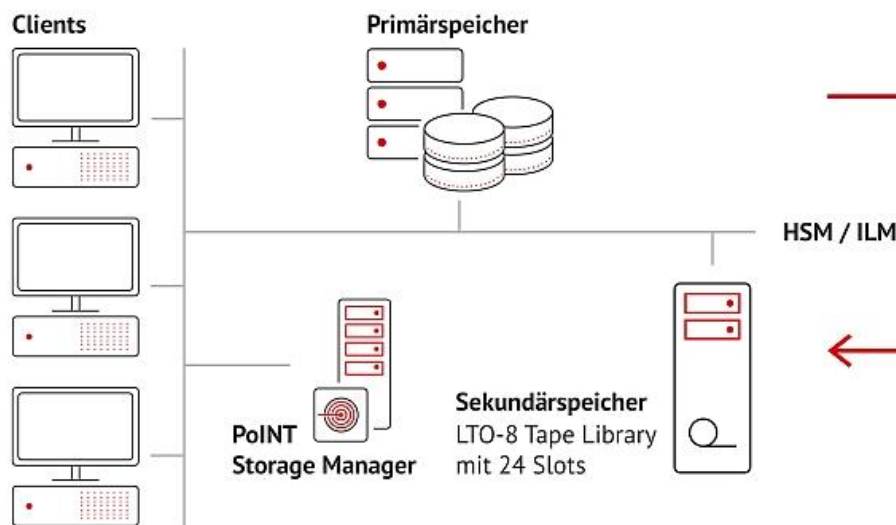 Clients
Primärspeicher
HSM / ILM
PoINT
Storage Manager
Sekundärspeicher
LTO-8 Tape Library
mit 24 Slots